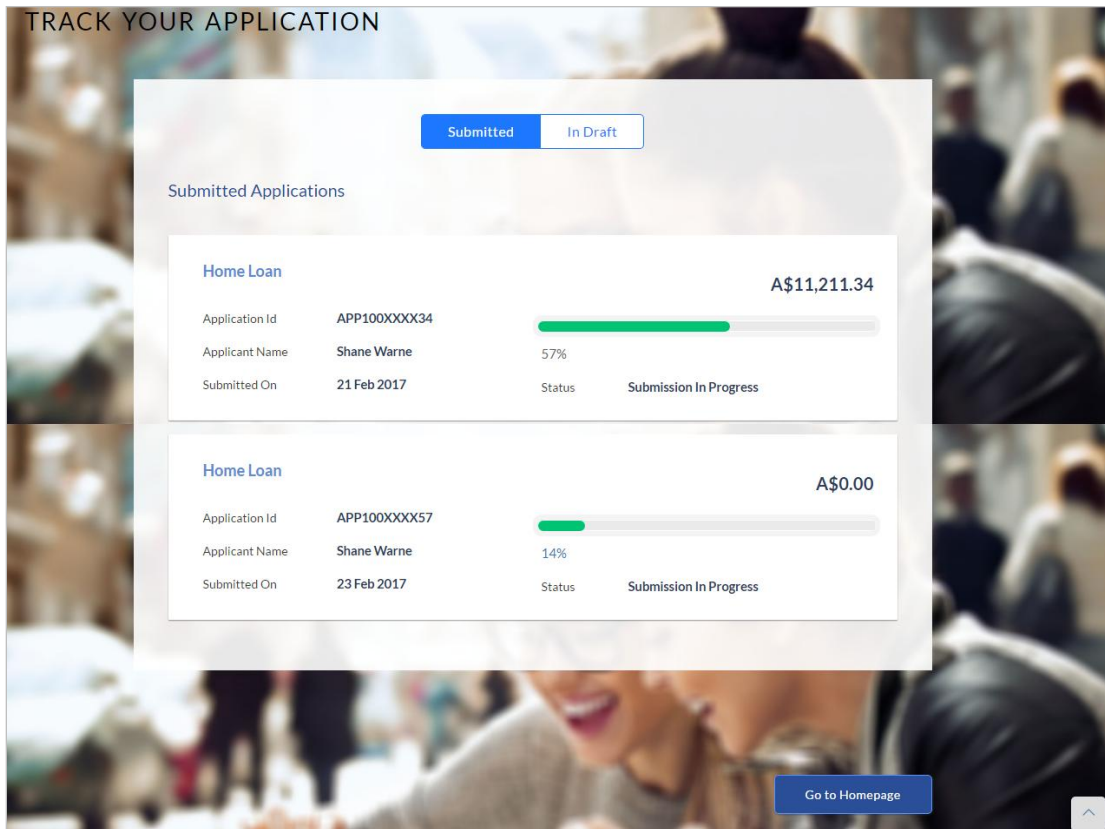 TRACK YOUR APPLICATION
Submitted In Draft
Submitted Applications
Home Loan
A$11,211.34
Application Id APP100XXXX34
Applicant Name Shane Warne
57%
Submitted On 21 Feb 2017
Status Submission In Progress
Home Loan
A$0.00
Application Id APP100XXXX57
Applicant Name Shane Warne
14%
Submitted On 23 Feb 2017
Status Submission In Progress
Go to Homepage